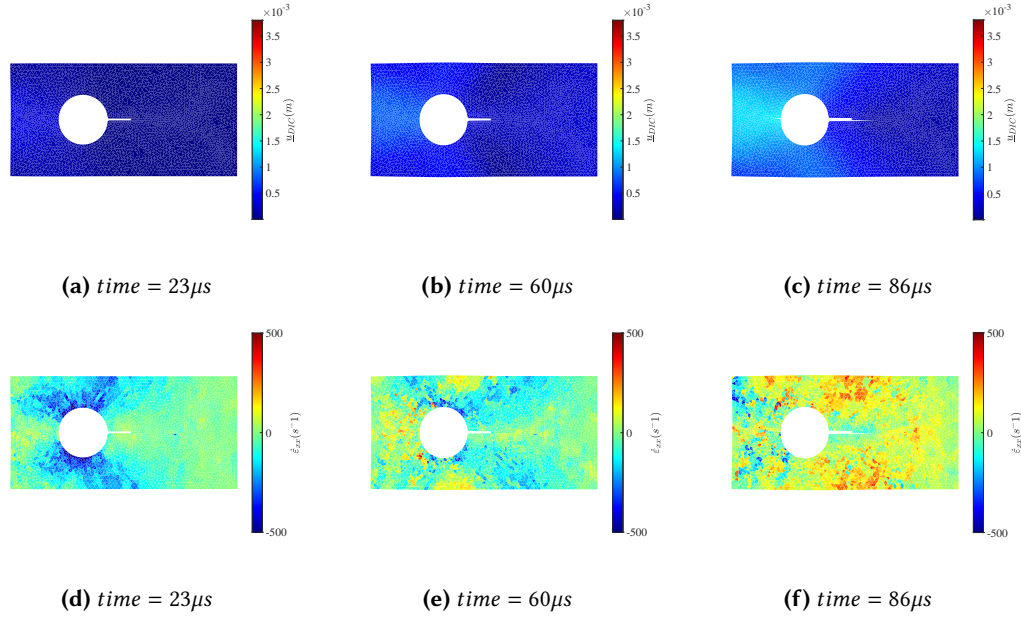 ×10⁻³ ×10⁻³ ×10⁻³
3.5 3.5 3.5
3 3 3
2.5 2.5 2.5
2 2 2
1.5 1.5 1.5
1 1 1
0.5 0.5 0.5
u_DIC(m) u_DIC(m) u_DIC(m)
(a) time = 23μs (b) time = 60μs (c) time = 86μs
500 500 500
0 0 0
-500 -500 -500
ε̇_xx(s⁻¹) ε̇_xx(s⁻¹) ε̇_xx(s⁻¹)
(d) time = 23μs (e) time = 60μs (f) time = 86μs